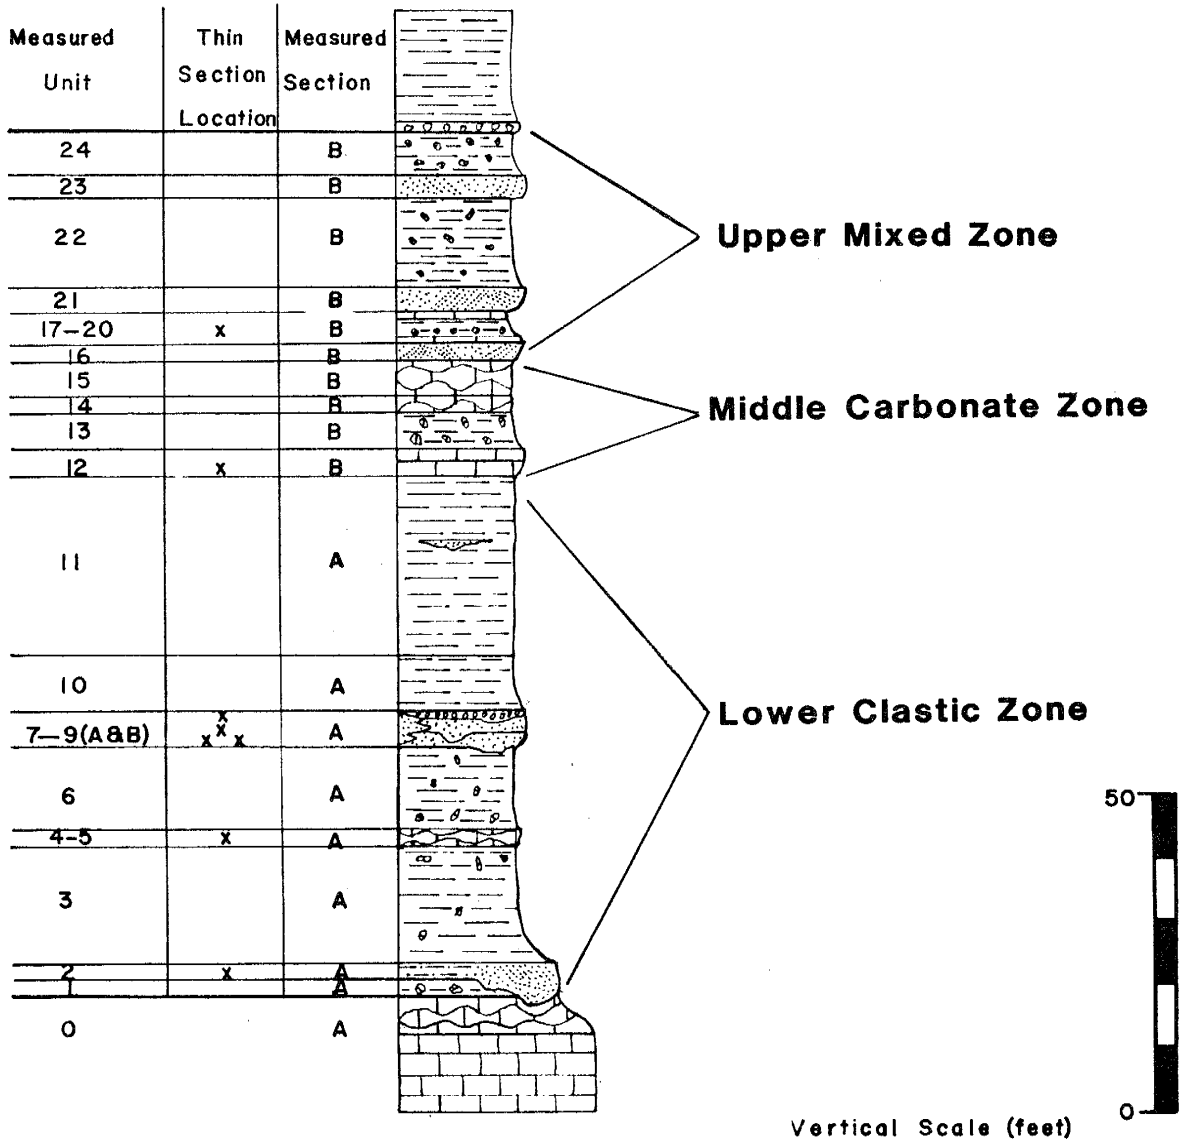 Measured Thin Measured
Unit Section Section
Location
24 B
23 B
22 B
Upper Mixed Zone
21 B
17-20 x B
16 B
15 B
14 B
Middle Carbonate Zone
13 B
12 x B
11 A
10 A
Lower Clastic Zone
x
7-9(A&B) x A
x x
6 A
50
4-5 x A
3 A
2 x A
1 A
0 A
0
Vertical Scale (feet)